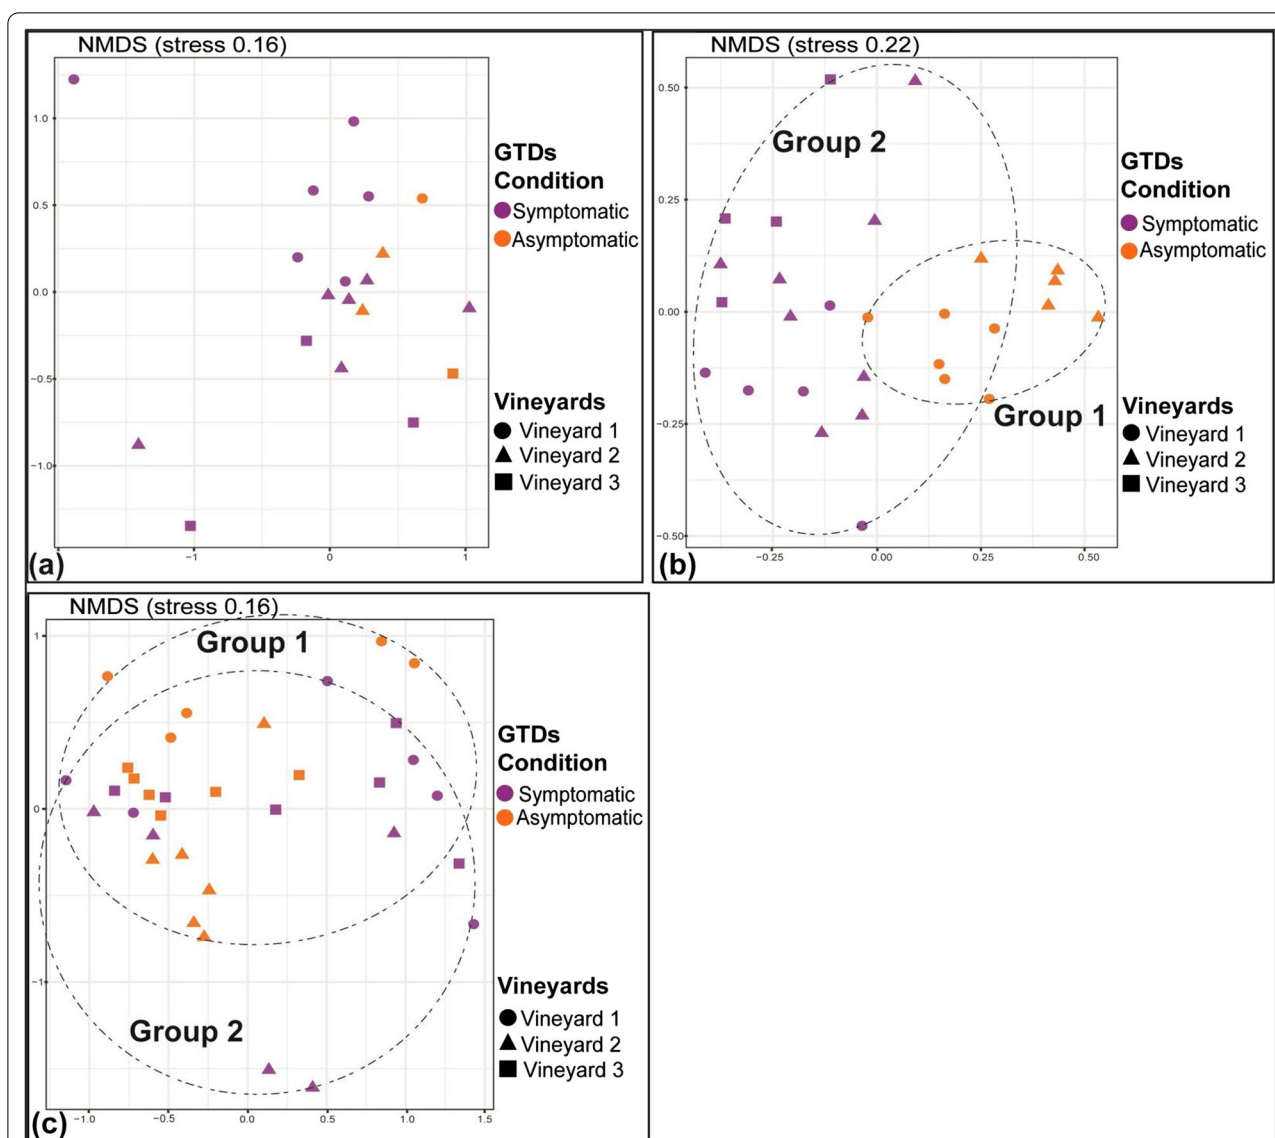 NMDS (stress 0.16)
1.0
0.5
0.0
−0.5
−1.0
−1
0
1
(a)
GTDs
Condition
Symptomatic
Asymptomatic
Vineyards
Vineyard 1
Vineyard 2
Vineyard 3
NMDS (stress 0.22)
0.50
0.25
0.00
−0.25
−0.50
−0.25
0.00
0.25
0.50
Group 2
Group 1
(b)
GTDs
Condition
Symptomatic
Asymptomatic
Vineyards
Vineyard 1
Vineyard 2
Vineyard 3
NMDS (stress 0.16)
1
0
−1
−1.0
−0.5
0.0
0.5
1.0
1.5
Group 1
Group 2
(c)
GTDs
Condition
Symptomatic
Asymptomatic
Vineyards
Vineyard 1
Vineyard 2
Vineyard 3